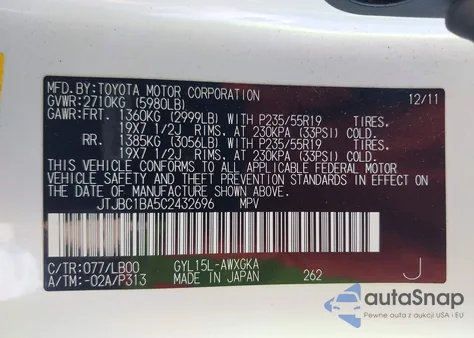 MFD.BY:TOYOTA MOTOR CORPORATION 12/11
GVWR:2710KG (5980LB)
GAWR:FRT. 1360KG (2999LB) WITH P235/55R19 TIRES.
19X7 1/2J RIMS. AT 230KPA (33PSI) COLD.
RR. 1385KG (3056LB) WITH P235/55R19 TIRES.
19X7 1/2J RIMS. AT 230KPA (33PSI) COLD.
THIS VEHICLE CONFORMS TO ALL APPLICABLE FEDERAL MOTOR
VEHICLE SAFETY AND THEFT PREVENTION STANDARDS IN EFFECT
ON THE DATE OF MANUFACTURE SHOWN ABOVE.
JTJBC1BA5C2432696 MPV
C/TR:077/LB00 GYL15L-AWXGKA
A/TM:-02A/P313 MADE IN JAPAN 262 J
autoSnap
Pewne auta z aukcji USA i EU